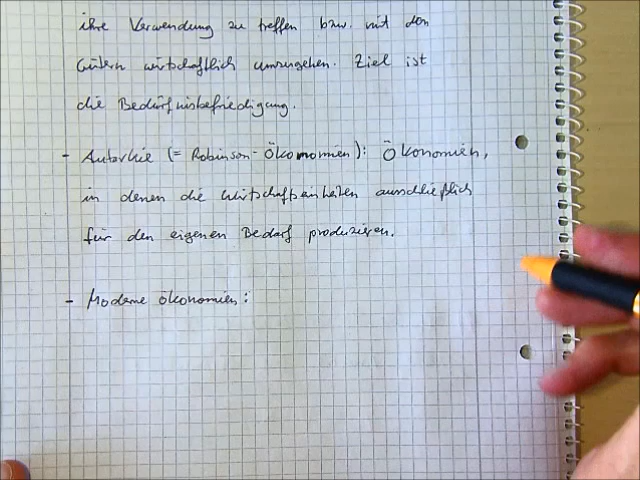 ihre Verwendung zu treffen bzw. mit den
Gütern wirtschaftlich umzugehen. Ziel ist
die Bedürfnisbefriedigung.
- Autarkie (= Robinson-Ökonomien): Ökonomien,
in denen die Wirtschaftseinheiten ausschließlich
für den eigenen Bedarf produzieren.
- Moderne Ökonomien: